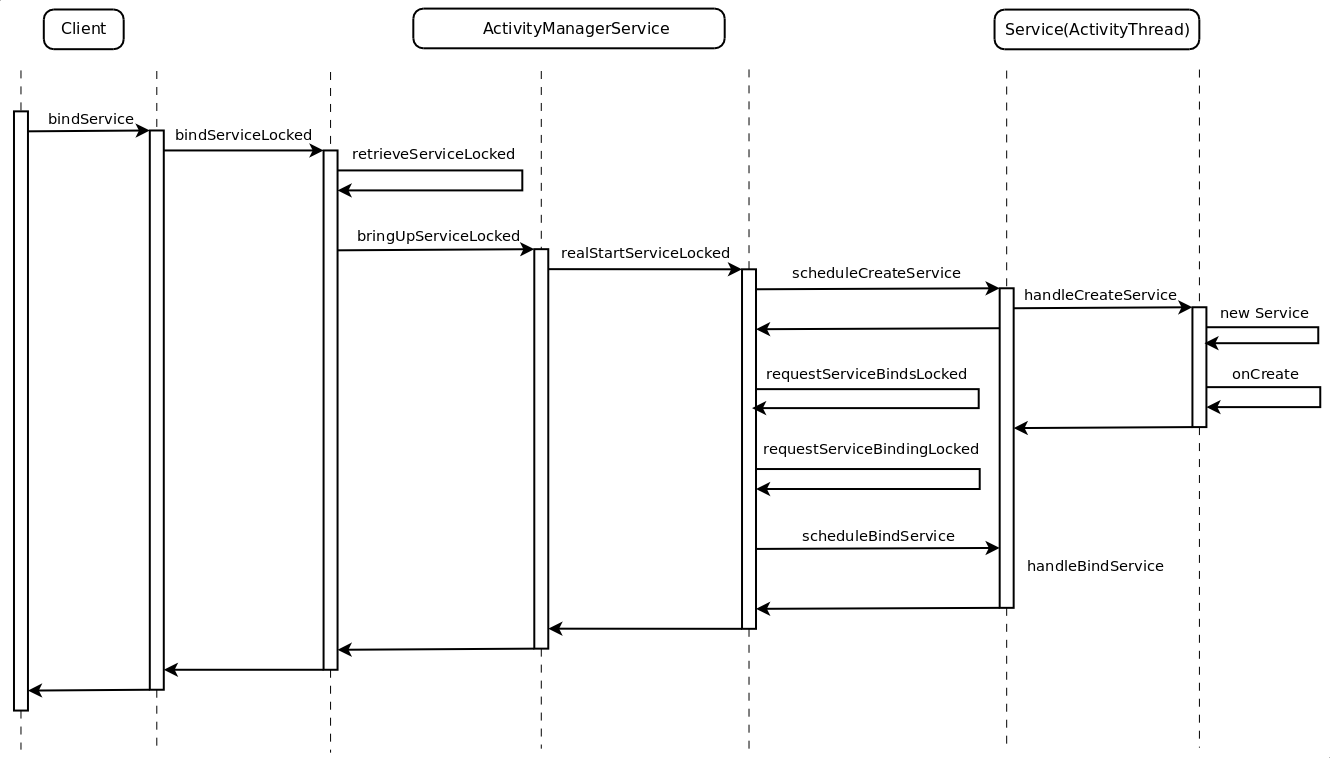 Client
ActivityManagerService
Service(ActivityThread)
bindService
bindServiceLocked
retrieveServiceLocked
bringUpServiceLocked
realStartServiceLocked
scheduleCreateService
handleCreateService
new Service
requestServiceBindsLocked
onCreate
requestServiceBindingLocked
scheduleBindService
handleBindService